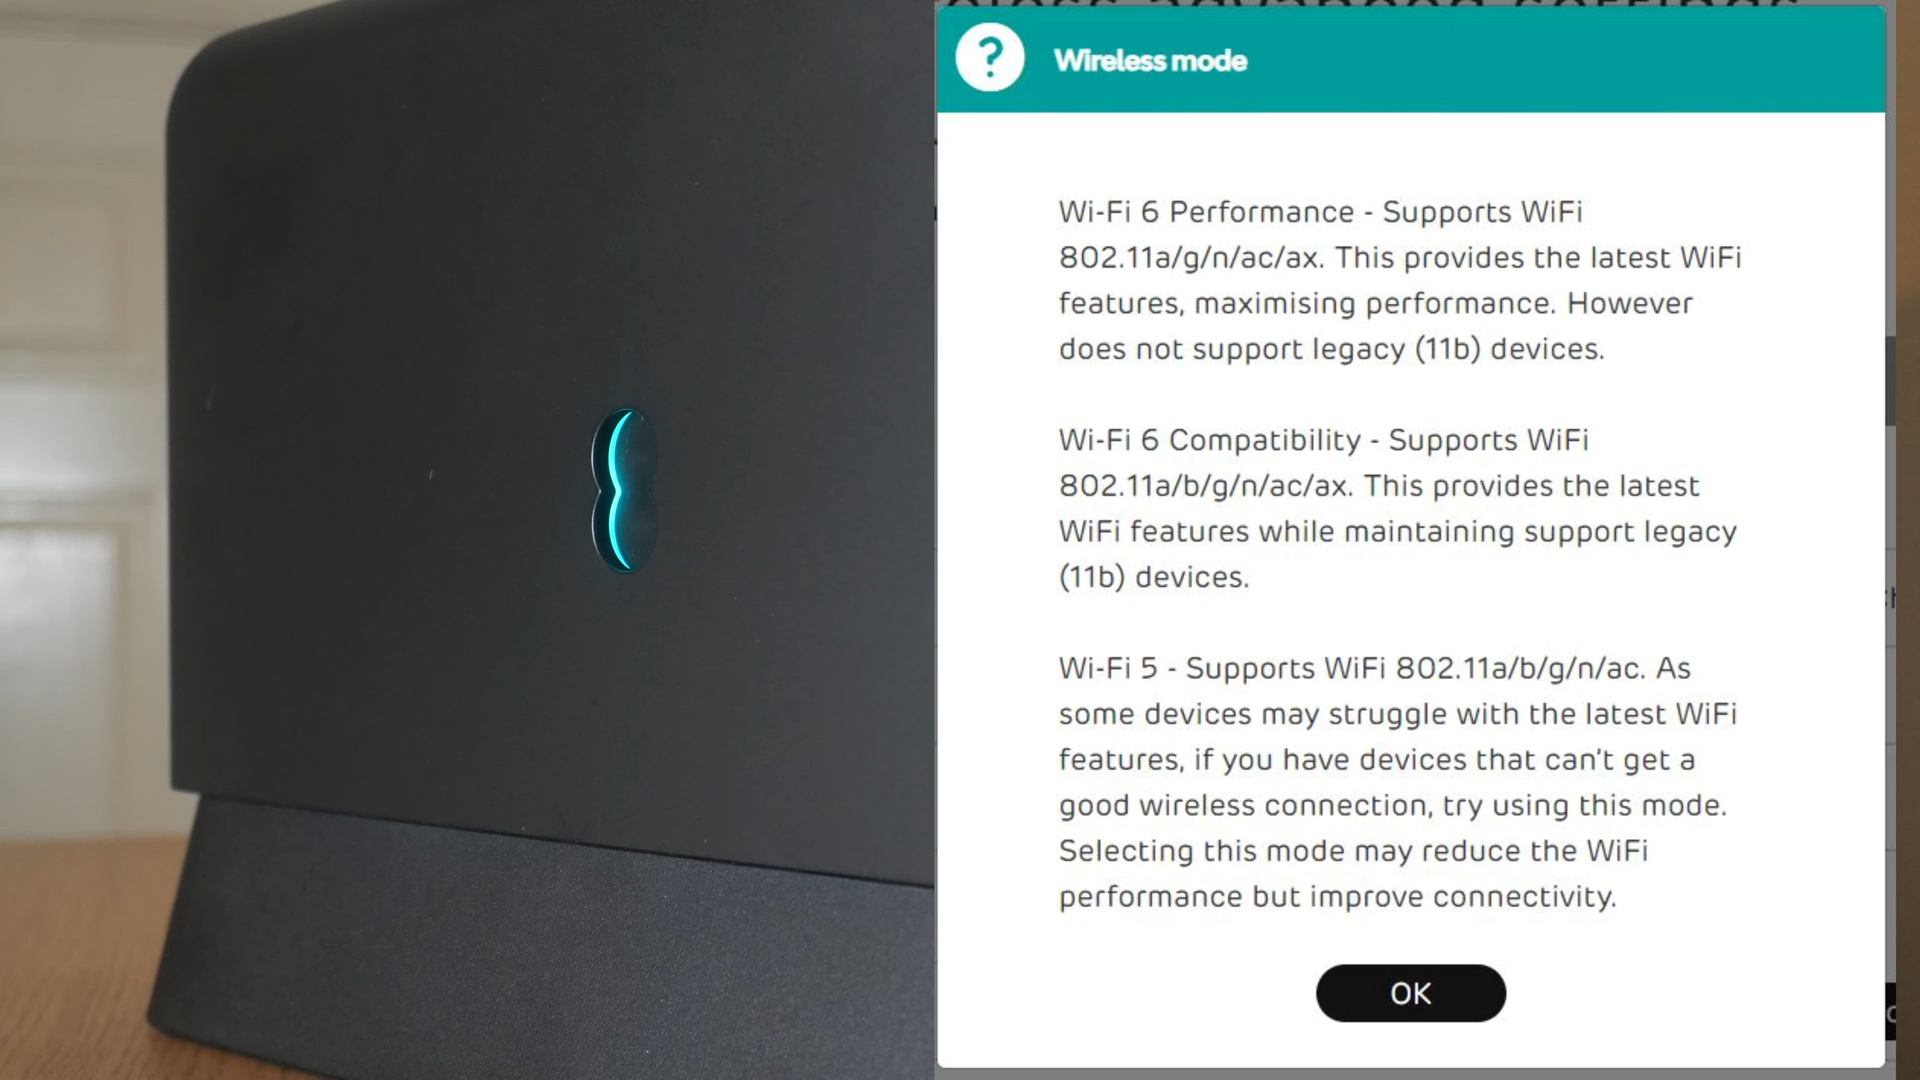 ?
Wireless mode
Wi-Fi 6 Performance - Supports WiFi
802.11a/g/n/ac/ax. This provides the latest WiFi
features, maximising performance. However
does not support legacy (11b) devices.
Wi-Fi 6 Compatibility - Supports WiFi
802.11a/b/g/n/ac/ax. This provides the latest
WiFi features while maintaining support legacy
(11b) devices.
Wi-Fi 5 - Supports WiFi 802.11a/b/g/n/ac. As
some devices may struggle with the latest WiFi
features, if you have devices that can't get a
good wireless connection, try using this mode.
Selecting this mode may reduce the WiFi
performance but improve connectivity.
OK